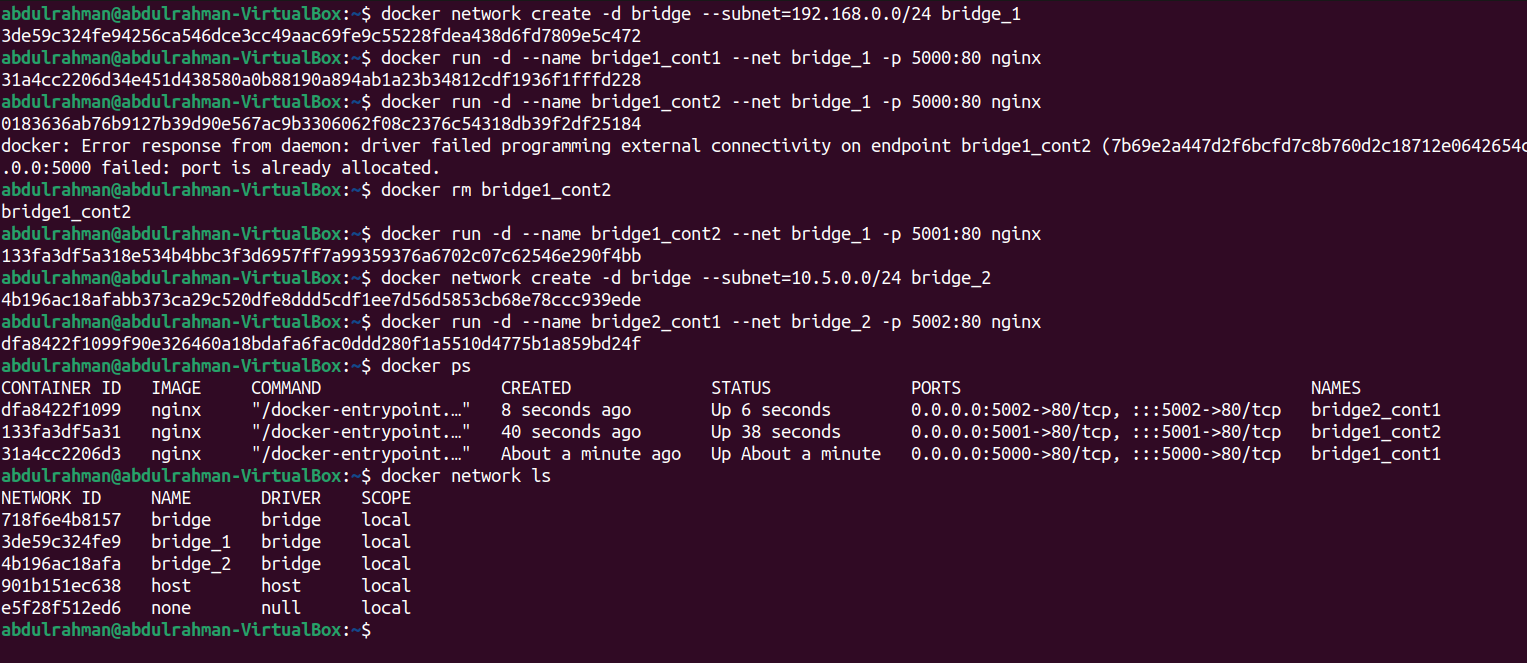 abdulrahman@abdulrahman-VirtualBox:~$ docker network create -d bridge --subnet=192.168.0.0/24 bridge_1
3de59c324fe94256ca546dce3cc49aac69fe9c55228fdea438d6fd7809e5c472
abdulrahman@abdulrahman-VirtualBox:~$ docker run -d --name bridge1_cont1 --net bridge_1 -p 5000:80 nginx
31a4cc2206d34e451d438580a0b88190a894ab1a23b34812cdf1936f1fffd228
abdulrahman@abdulrahman-VirtualBox:~$ docker run -d --name bridge1_cont2 --net bridge_1 -p 5000:80 nginx
0183636ab76b9127b39d90e567ac9b3306062f08c2376c54318db39f2df25184
docker: Error response from daemon: driver failed programming external connectivity on endpoint bridge1_cont2 (7b69e2a447d2f6bcfd7c8b760d2c18712e0642654c
.0.0:5000 failed: port is already allocated.
abdulrahman@abdulrahman-VirtualBox:~$ docker rm bridge1_cont2
bridge1_cont2
abdulrahman@abdulrahman-VirtualBox:~$ docker run -d --name bridge1_cont2 --net bridge_1 -p 5001:80 nginx
133fa3df5a318e534b4bbc3f3d6957ff7a99359376a6702c07c62546e290f4bb
abdulrahman@abdulrahman-VirtualBox:~$ docker network create -d bridge --subnet=10.5.0.0/24 bridge_2
4b196ac18afabb373ca29c520dfe8ddd5cdf1ee7d56d5853cb68e78ccc939ede
abdulrahman@abdulrahman-VirtualBox:~$ docker run -d --name bridge2_cont1 --net bridge_2 -p 5002:80 nginx
dfa8422f1099f90e326460a18bdafa6fac0ddd280f1a5510d4775b1a859bd24f
abdulrahman@abdulrahman-VirtualBox:~$ docker ps
CONTAINER ID   IMAGE     COMMAND                  CREATED              STATUS              PORTS                                   NAMES
dfa8422f1099   nginx     "/docker-entrypoint.…"   8 seconds ago        Up 6 seconds        0.0.0.0:5002->80/tcp, :::5002->80/tcp   bridge2_cont1
133fa3df5a31   nginx     "/docker-entrypoint.…"   40 seconds ago       Up 38 seconds       0.0.0.0:5001->80/tcp, :::5001->80/tcp   bridge1_cont2
31a4cc2206d3   nginx     "/docker-entrypoint.…"   About a minute ago   Up About a minute   0.0.0.0:5000->80/tcp, :::5000->80/tcp   bridge1_cont1
abdulrahman@abdulrahman-VirtualBox:~$ docker network ls
NETWORK ID     NAME       DRIVER    SCOPE
718f6e4b8157   bridge     bridge    local
3de59c324fe9   bridge_1   bridge    local
4b196ac18afa   bridge_2   bridge    local
901b151ec638   host       host      local
e5f28f512ed6   none       null      local
abdulrahman@abdulrahman-VirtualBox:~$